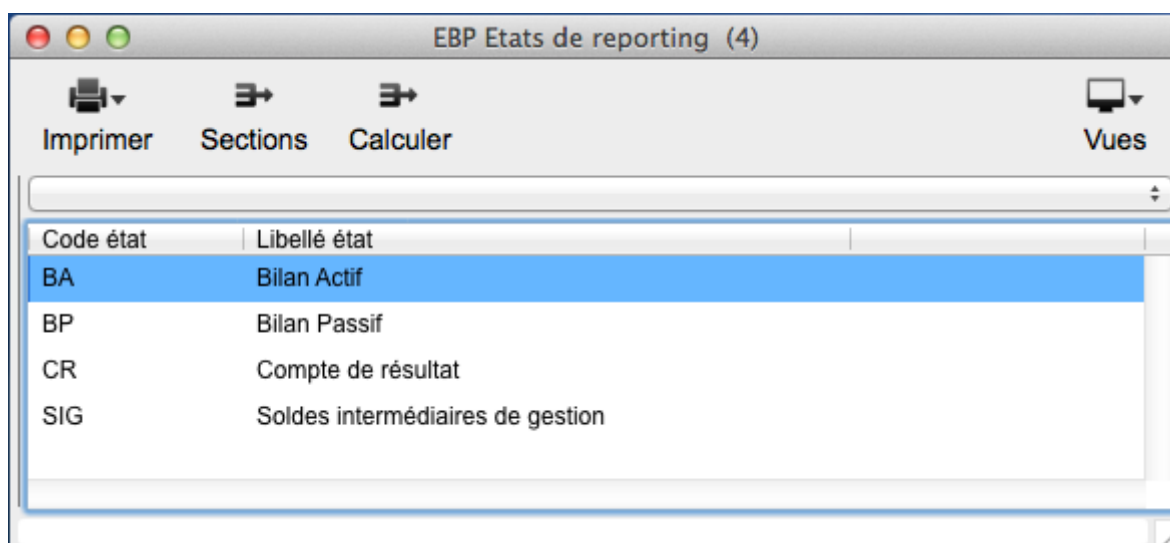 EBP Etats de reporting (4)
Imprimer Sections Calculer Vues
Code état Libellé état
BA Bilan Actif
BP Bilan Passif
CR Compte de résultat
SIG Soldes intermédiaires de gestion